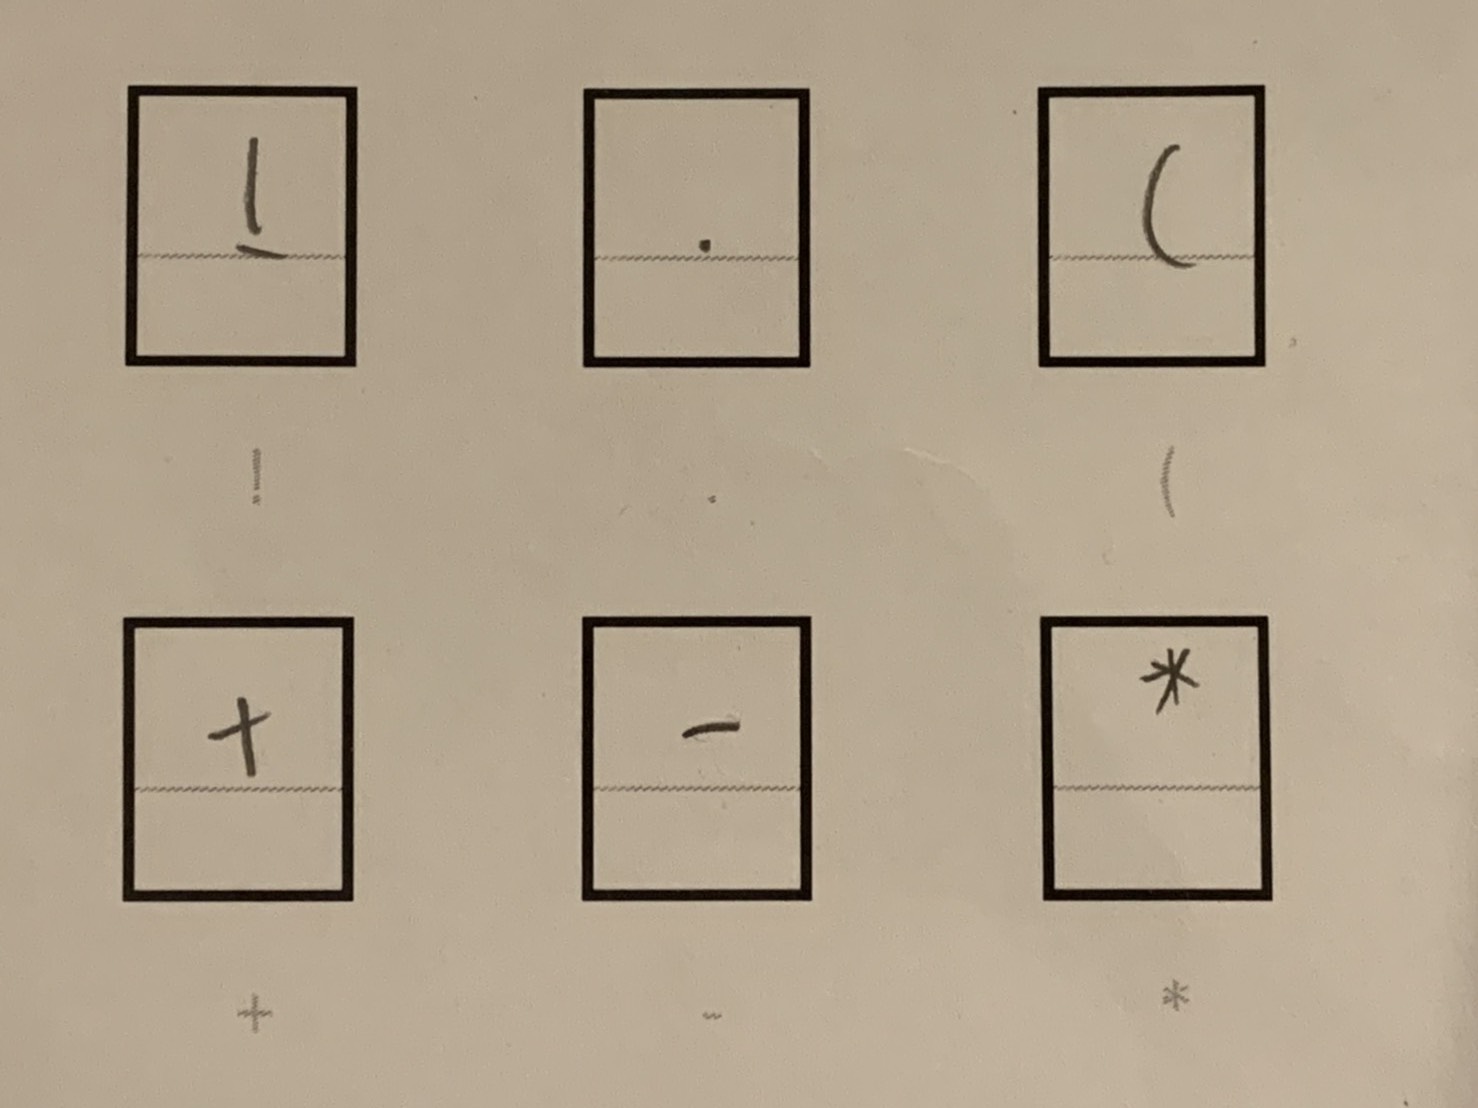 ! . (
! . (
+ - *
+ - *